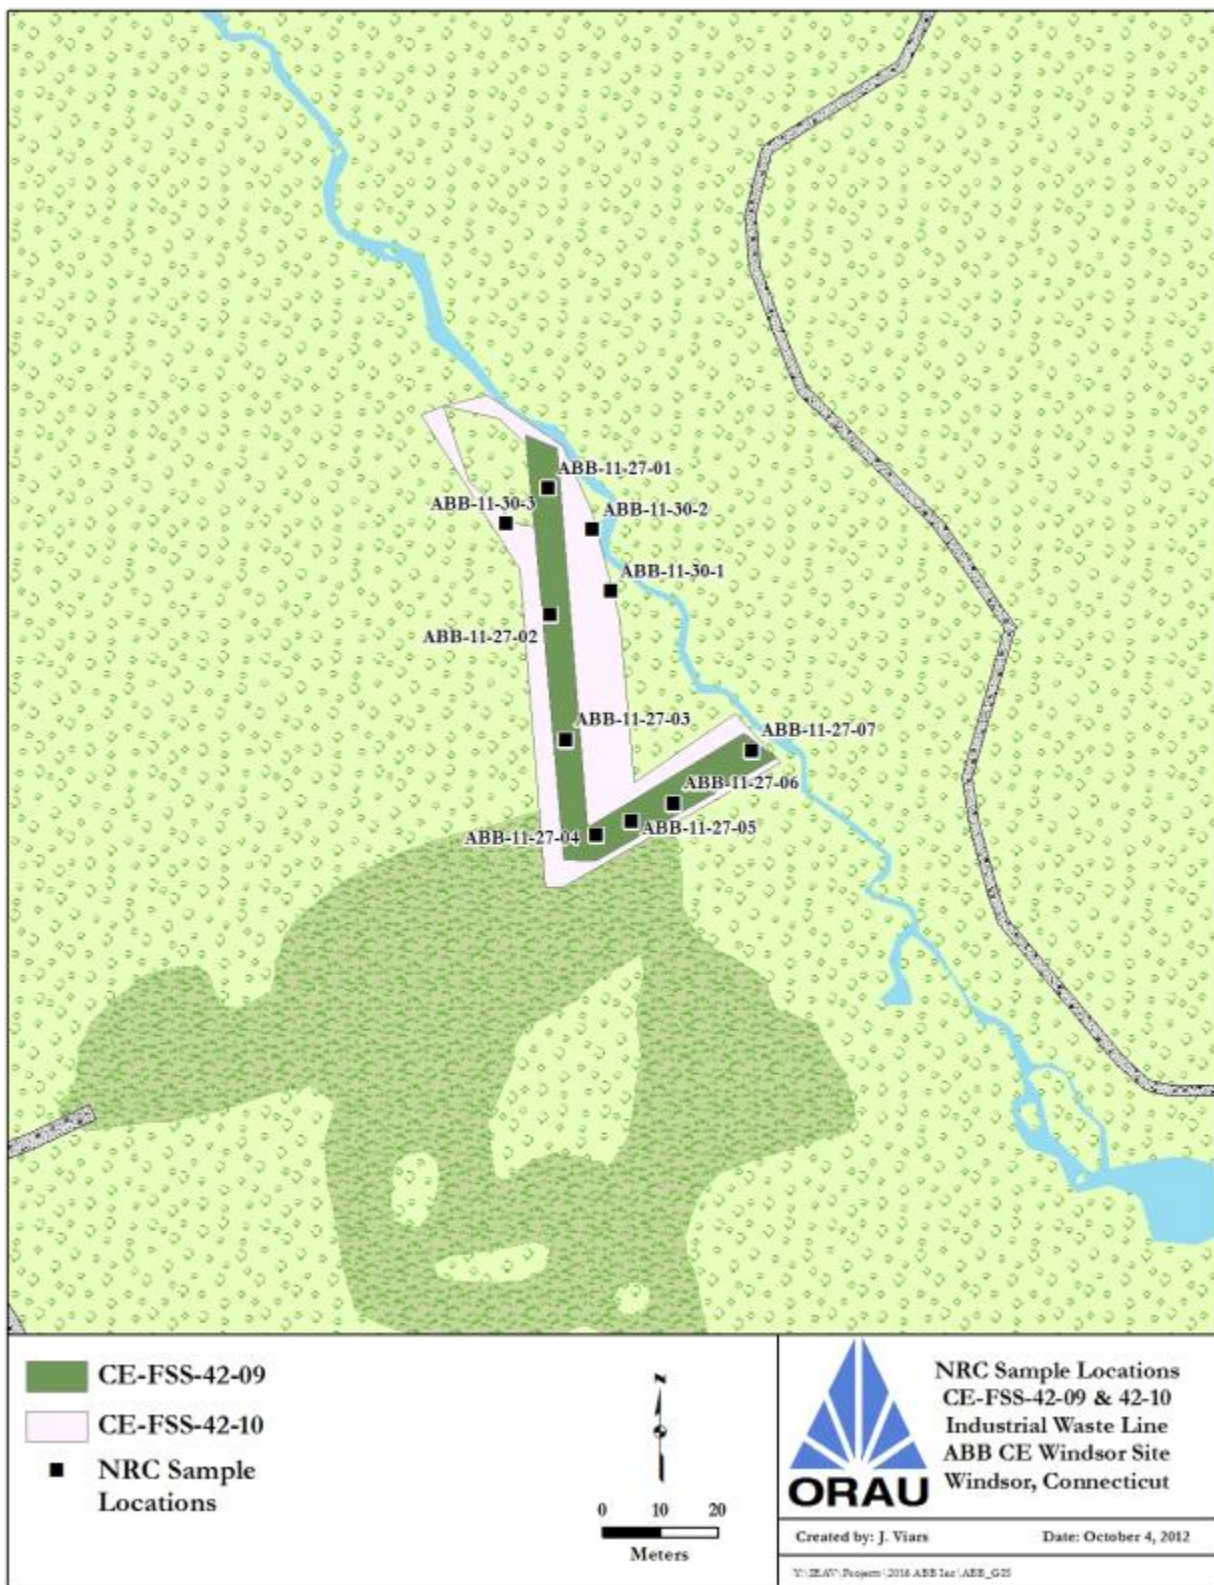 ABB-11-27-01
ABB-11-30-3
ABB-11-30-2
ABB-11-30-1
ABB-11-27-02
ABB-11-27-03
ABB-11-27-07
ABB-11-27-06
ABB-11-27-05
ABB-11-27-04
CE-FSS-42-09
CE-FSS-42-10
NRC Sample
Locations
N
0 10 20
Meters
ORAU
NRC Sample Locations
CE-FSS-42-09 & 42-10
Industrial Waste Line
ABB CE Windsor Site
Windsor, Connecticut
Created by: J. Viars
Date: October 4, 2012
ABB_GIS